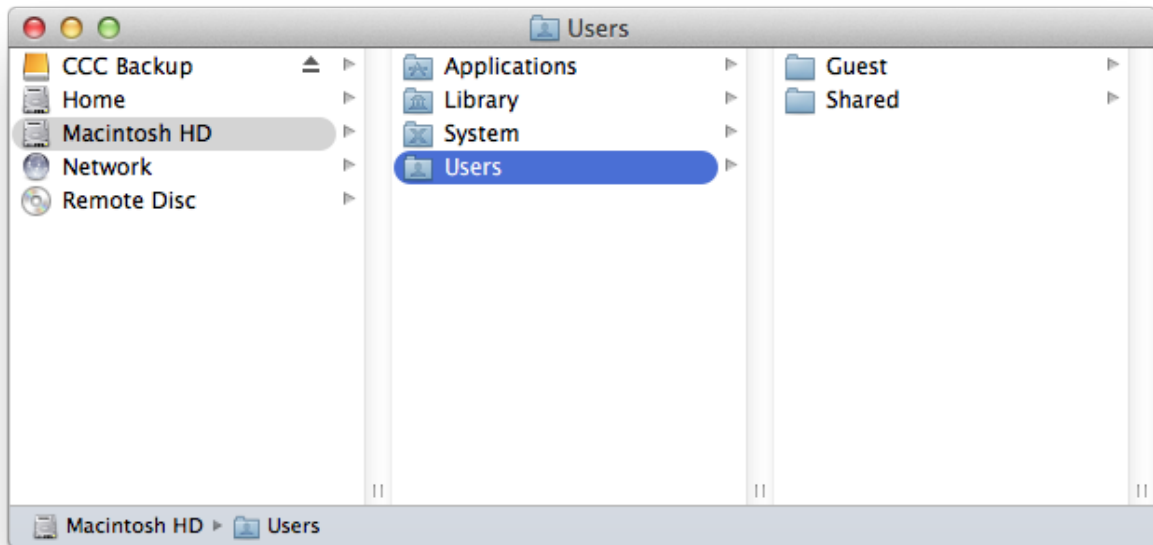 Users
CCC Backup
Home
Macintosh HD
Network
Remote Disc
Applications
Library
System
Users
Guest
Shared
Macintosh HD Users